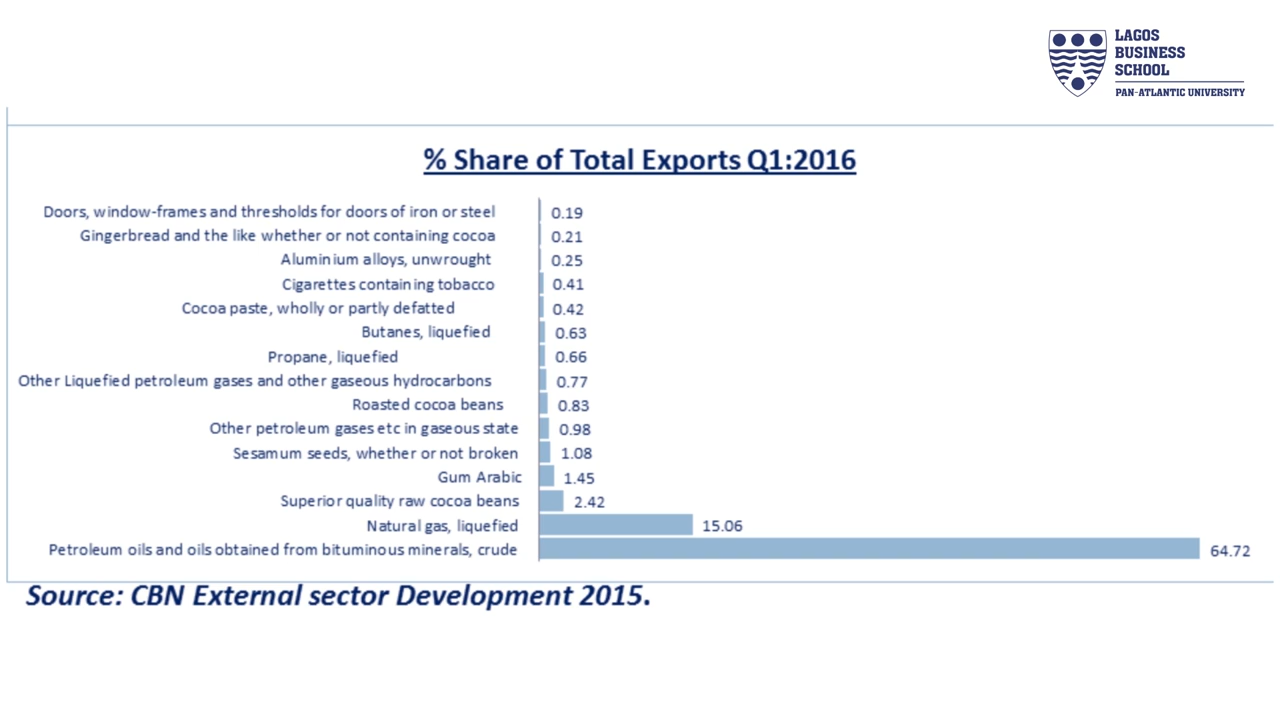 LAGOS
BUSINESS
SCHOOL
PAN-ATLANTIC UNIVERSITY
% Share of Total Exports Q1:2016
Doors, window-frames and thresholds for doors of iron or steel 0.19
Gingerbread and the like whether or not containing cocoa 0.21
Aluminium alloys, unwrought 0.25
Cigarettes containing tobacco 0.41
Cocoa paste, wholly or partly defatted 0.42
Butanes, liquefied 0.63
Propane, liquefied 0.66
Other Liquefied petroleum gases and other gaseous hydrocarbons 0.77
Roasted cocoa beans 0.83
Other petroleum gases etc in gaseous state 0.98
Sesamum seeds, whether or not broken 1.08
Gum Arabic 1.45
Superior quality raw cocoa beans 2.42
Natural gas, liquefied 15.06
Petroleum oils and oils obtained from bituminous minerals, crude 64.72
Source: CBN External sector Development 2015.